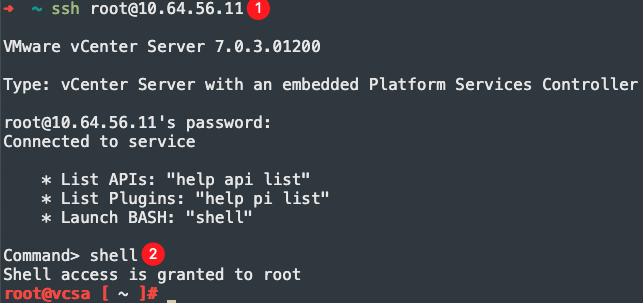 → ~ ssh root@10.64.56.11 1
VMware vCenter Server 7.0.3.01200
Type: vCenter Server with an embedded Platform Services Controller
root@10.64.56.11's password:
Connected to service
* List APIs: "help api list"
* List Plugins: "help pi list"
* Launch BASH: "shell"
Command> shell 2
Shell access is granted to root
root@vcsa [ ~ ]#